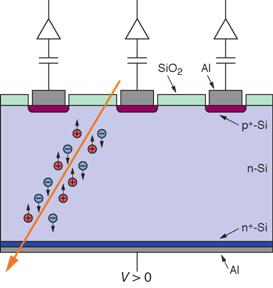 SiO₂
Al
p⁺-Si
n-Si
n⁺-Si
Al
V > 0